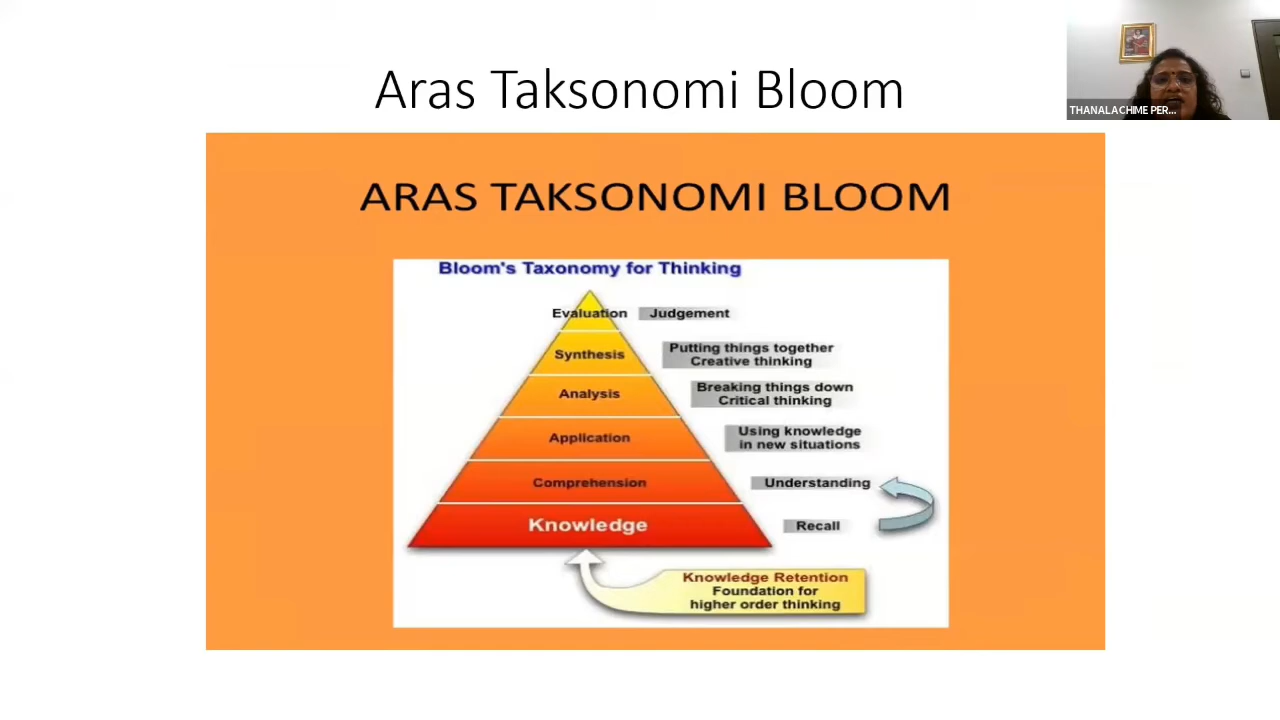 Aras Taksonomi Bloom
THANALACHIME PER...
ARAS TAKSONOMI BLOOM
Bloom's Taxonomy for Thinking
Evaluation
Judgement
Synthesis
Putting things together
Creative thinking
Analysis
Breaking things down
Critical thinking
Application
Using knowledge
in new situations
Comprehension
Understanding
Knowledge
Recall
Knowledge Retention
Foundation for
higher order thinking